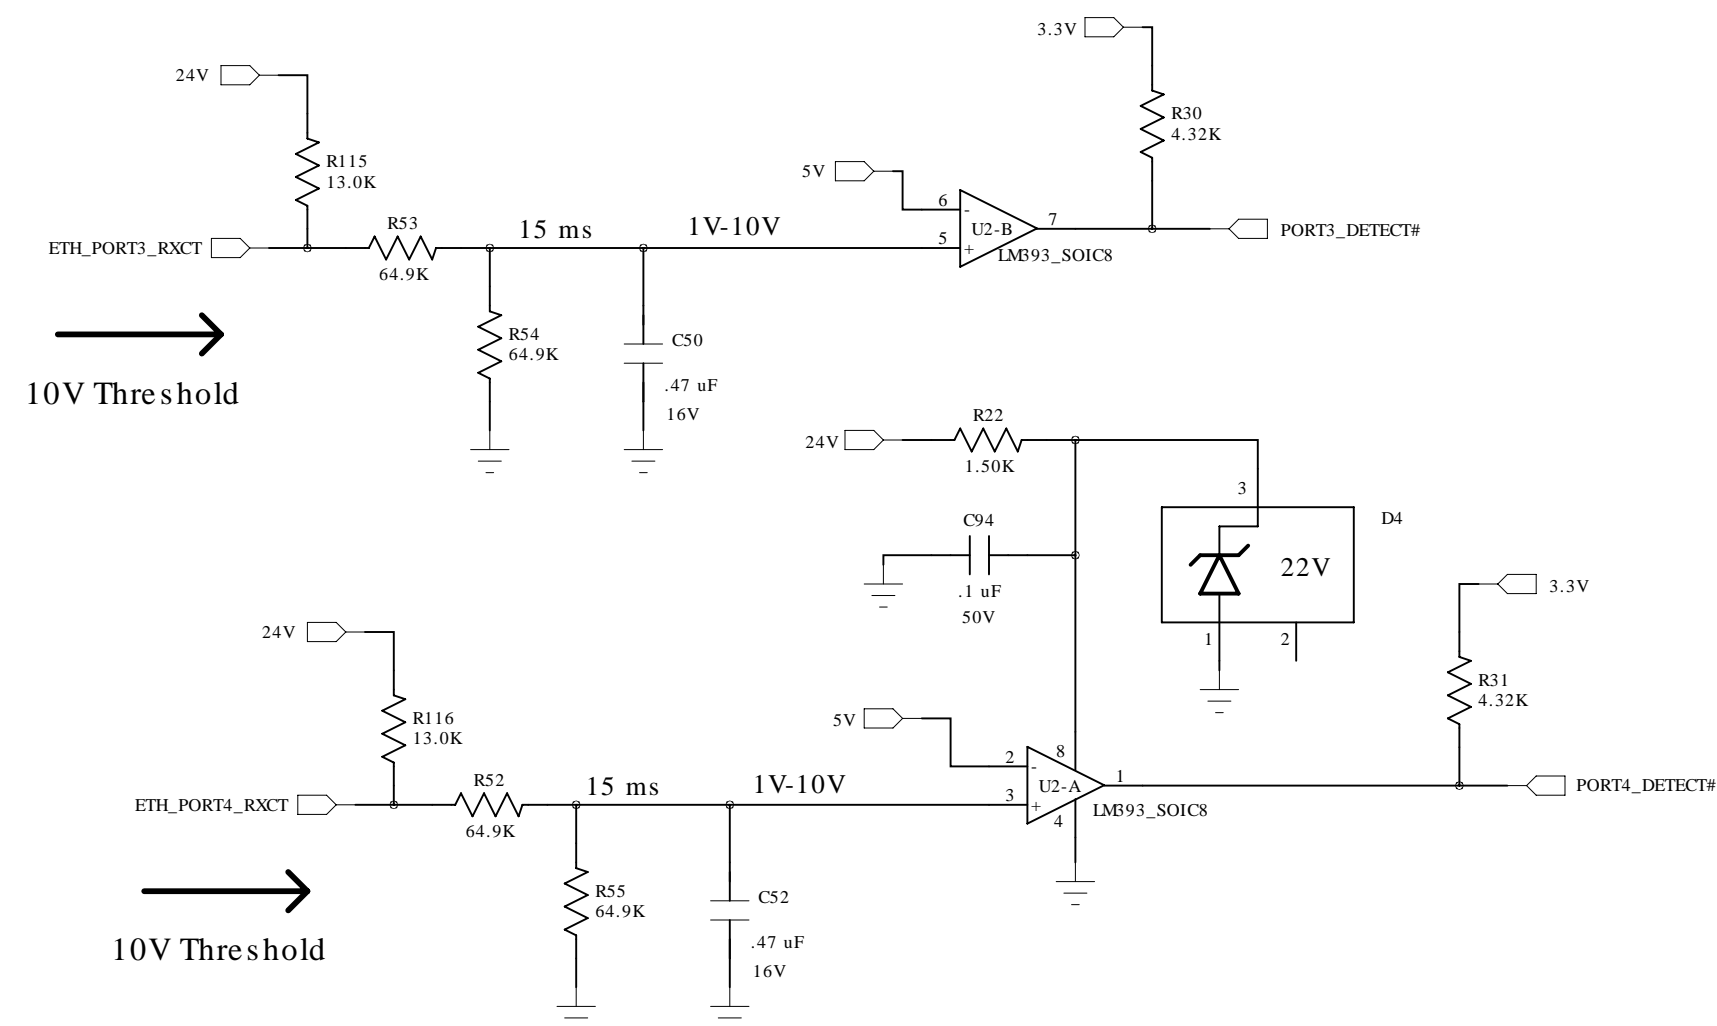 3.3V
24V
R30
4.32K
R115
13.0K
5V
6
-
7
R53
15 ms
1V-10V
U2-B
PORT3_DETECT#
ETH_PORT3_RXCT
5
+
LM393_SOIC8
64.9K
R54
64.9K
C50
.47 uF
16V
10V Threshold
R22
24V
1.50K
3
C94
D4
22V
.1 uF
50V
3.3V
24V
1
2
R31
4.32K
R116
13.0K
5V
8
2
-
1
R52
15 ms
1V-10V
U2-A
PORT4_DETECT#
ETH_PORT4_RXCT
3
+
LM393_SOIC8
4
64.9K
R55
64.9K
C52
.47 uF
16V
10V Threshold